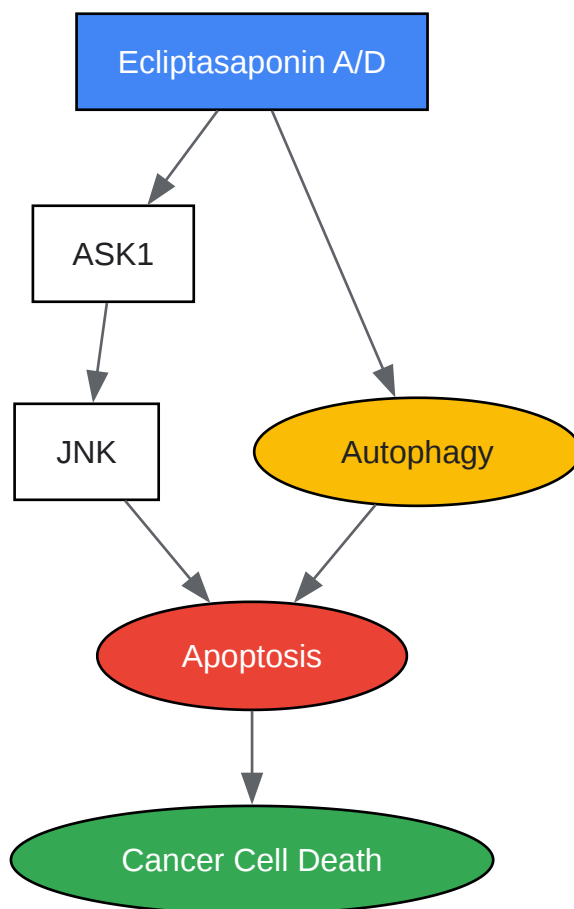 Ecliptasaponin A/D
ASK1
JNK
Autophagy
Apoptosis
Cancer Cell Death